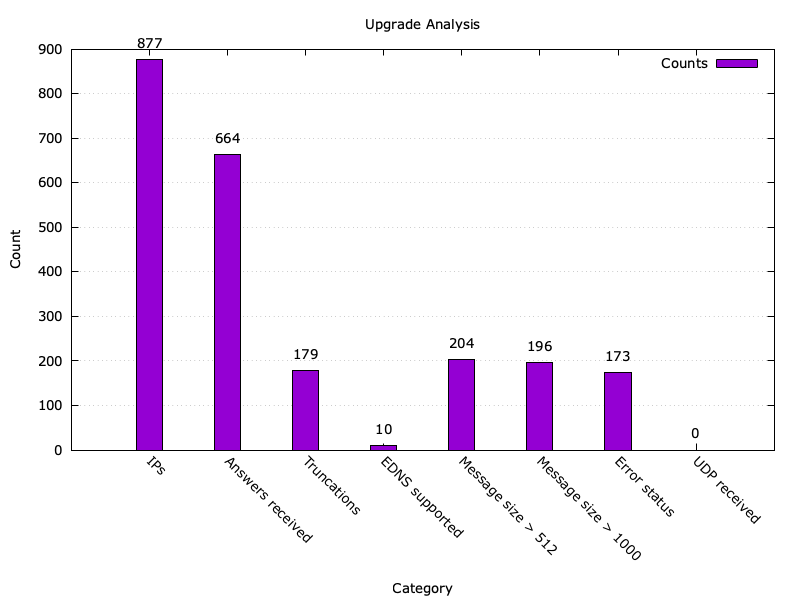 Upgrade Analysis
Counts
Count
900
800
700
600
500
400
300
200
100
0
877
664
179
10
204
196
173
0
IPs
Answers received
Truncations
EDNS supported
Message size > 512
Message size > 1000
Error status
UDP received
Category